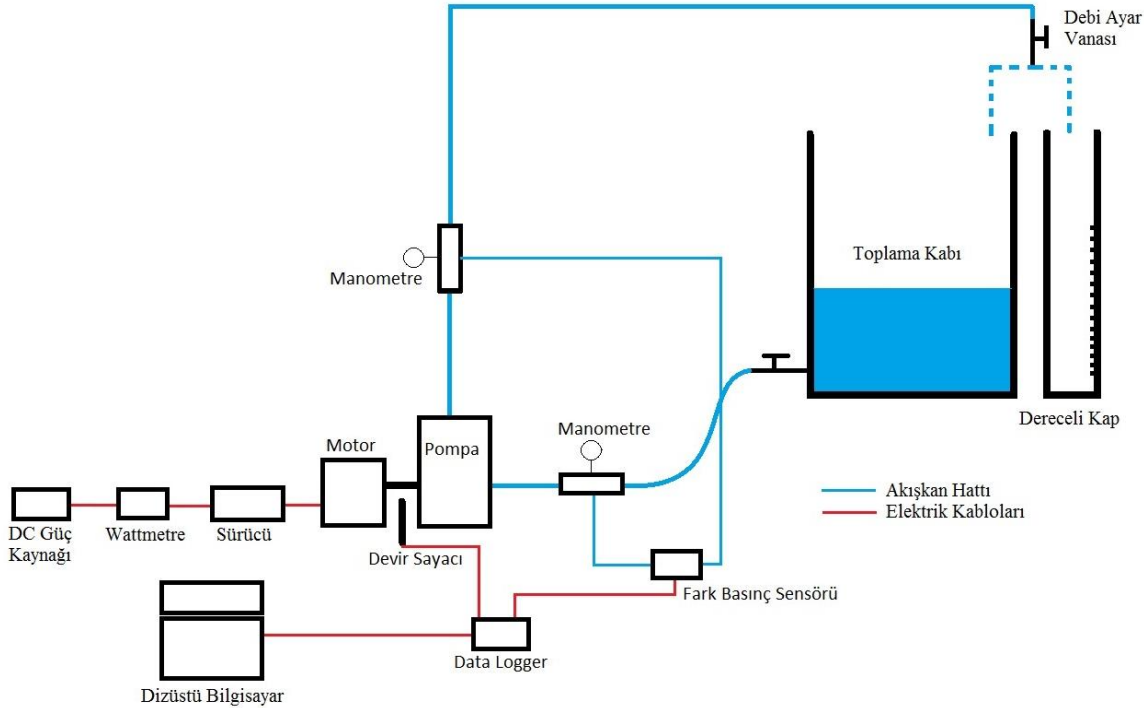 Debi Ayar
Vanası
Manometre
Toplama Kabı
Dereceli Kap
Manometre
Motor
Pompa
Akışkan Hattı
Elektrik Kabloları
DC Güç
Kaynağı
Wattmetre
Sürücü
Devir Sayacı
Fark Basınç Sensörü
Data Logger
Dizüstü Bilgisayar